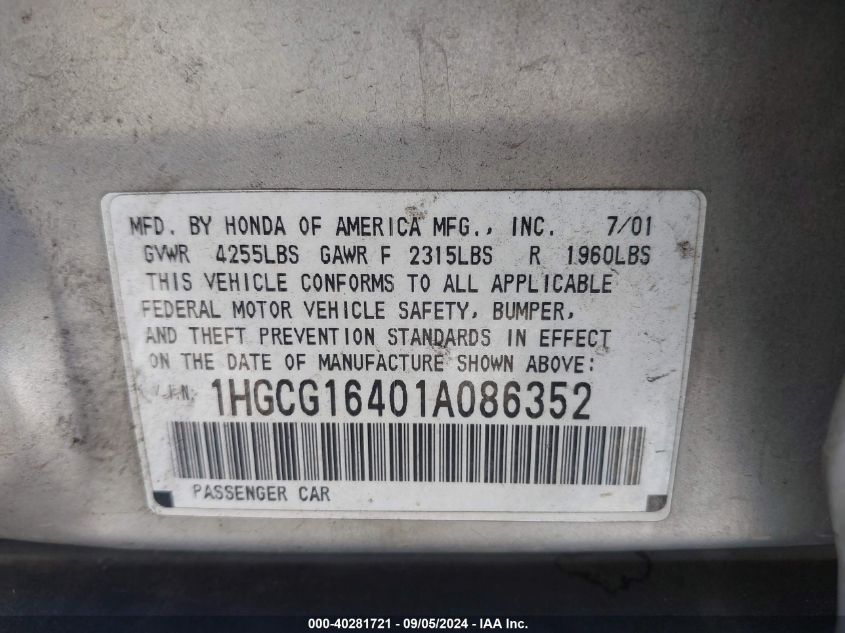 MFD. BY HONDA OF AMERICA MFG., INC. 7/01
GVWR 4255LBS GAWR F 2315LBS R 1960LBS
THIS VEHICLE CONFORMS TO ALL APPLICABLE
FEDERAL MOTOR VEHICLE SAFETY, BUMPER,
AND THEFT PREVENTION STANDARDS IN EFFECT
ON THE DATE OF MANUFACTURE SHOWN ABOVE:
V.I.N: 1HGCG16401A086352
PASSENGER CAR
000-40281721 - 09/05/2024 - IAA Inc.